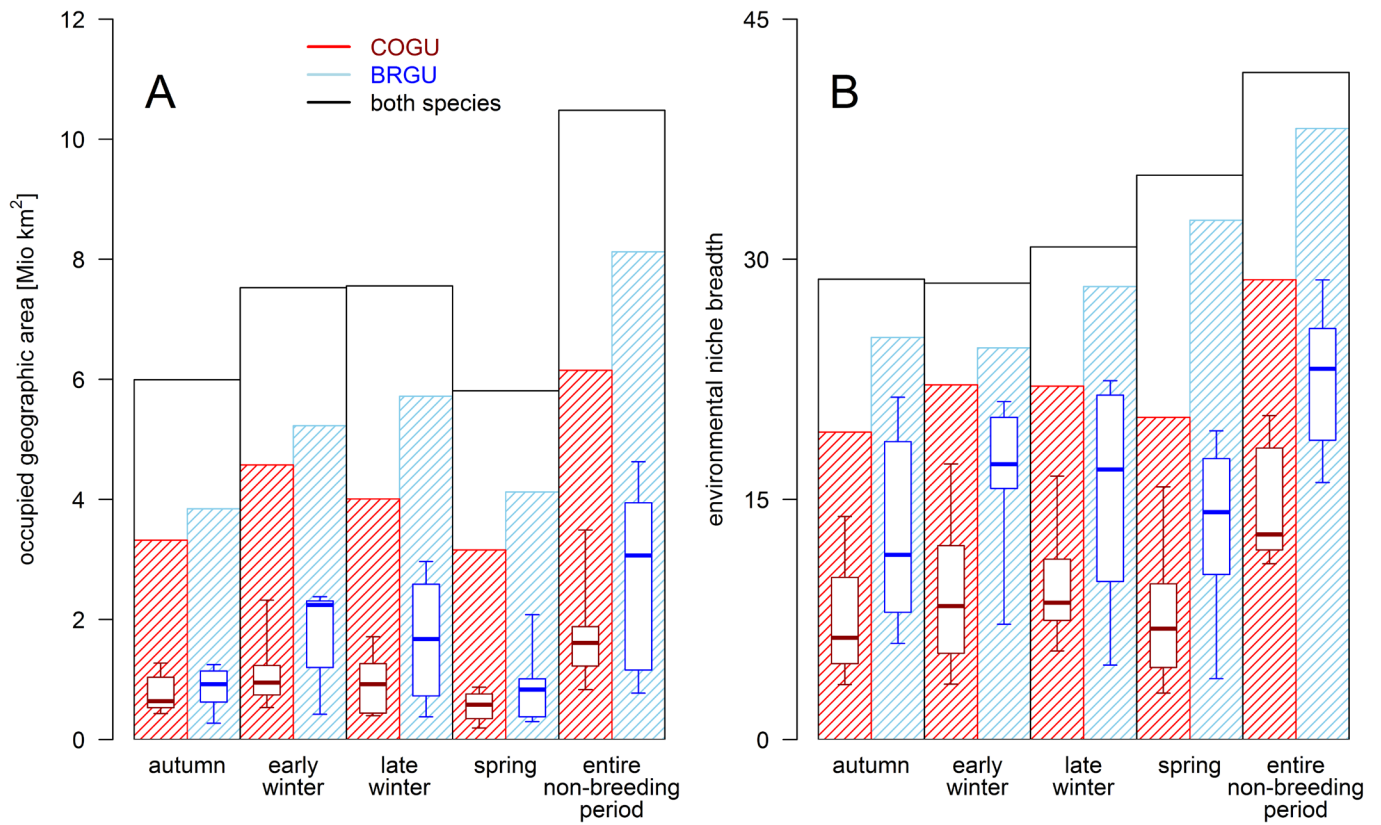 A
COGU
BRGU
both species
occupied geographic area [Mio km²]
12
10
8
6
4
2
0
autumn
early
winter
late
winter
spring
entire
non-breeding
period
B
environmental niche breadth
45
30
15
0
autumn
early
winter
late
winter
spring
entire
non-breeding
period